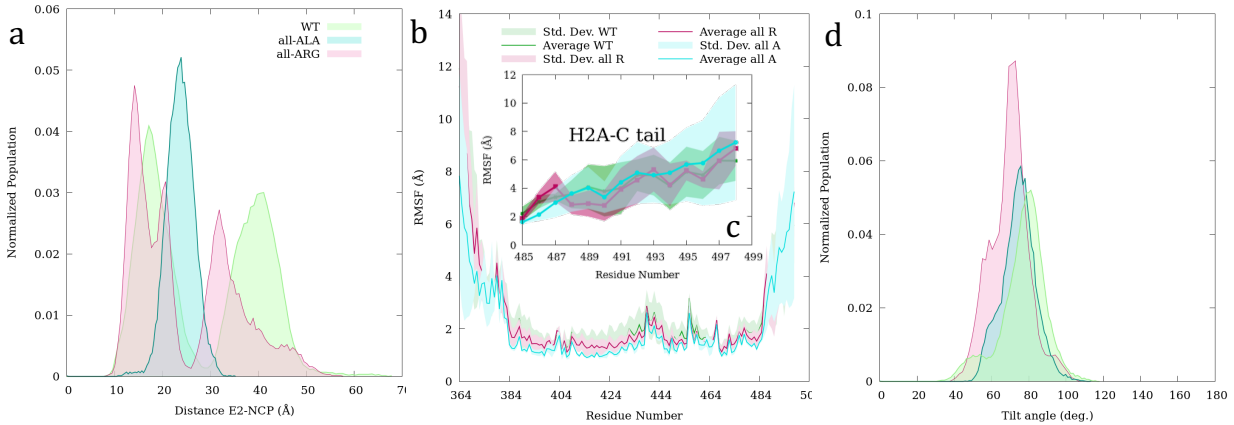 a
WT
all-ALA
all-ARG
0.06
0.05
0.04
0.03
0.02
0.01
0
Normalized Population
0 10 20 30 40 50 60 70
Distance E2-NCP (Å)
b
Std. Dev. WT
Average WT
Std. Dev. all R
Average all R
Std. Dev. all A
Average all A
14
12
10
8
6
4
2
0
RMSF (Å)
364 384 404 424 444 464 484 50
Residue Number
H2A-C tail
12
10
8
6
4
2
0
RMSF (Å)
c
485 487 489 491 493 495 497 499
Residue Number
d
0.1
0.08
0.06
0.04
0.02
0
Normalized Population
0 20 40 60 80 100 120 140 160 180
Tilt angle (deg.)